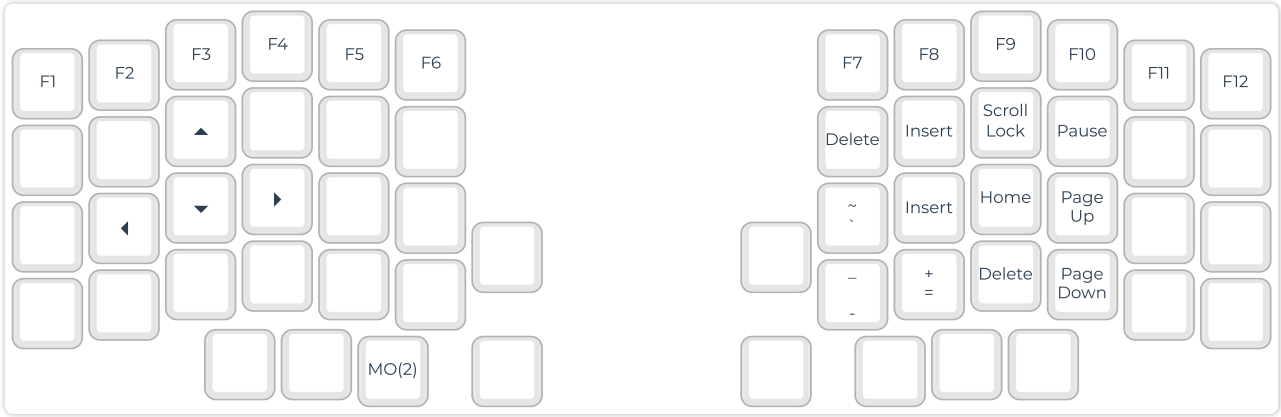 F1 F2 F3 F4 F5 F6 F7 F8 F9 F10 F11 F12
Delete Insert Scroll Lock Pause
~ ` Insert Home Page Up
_ - + = Delete Page Down
MO(2)